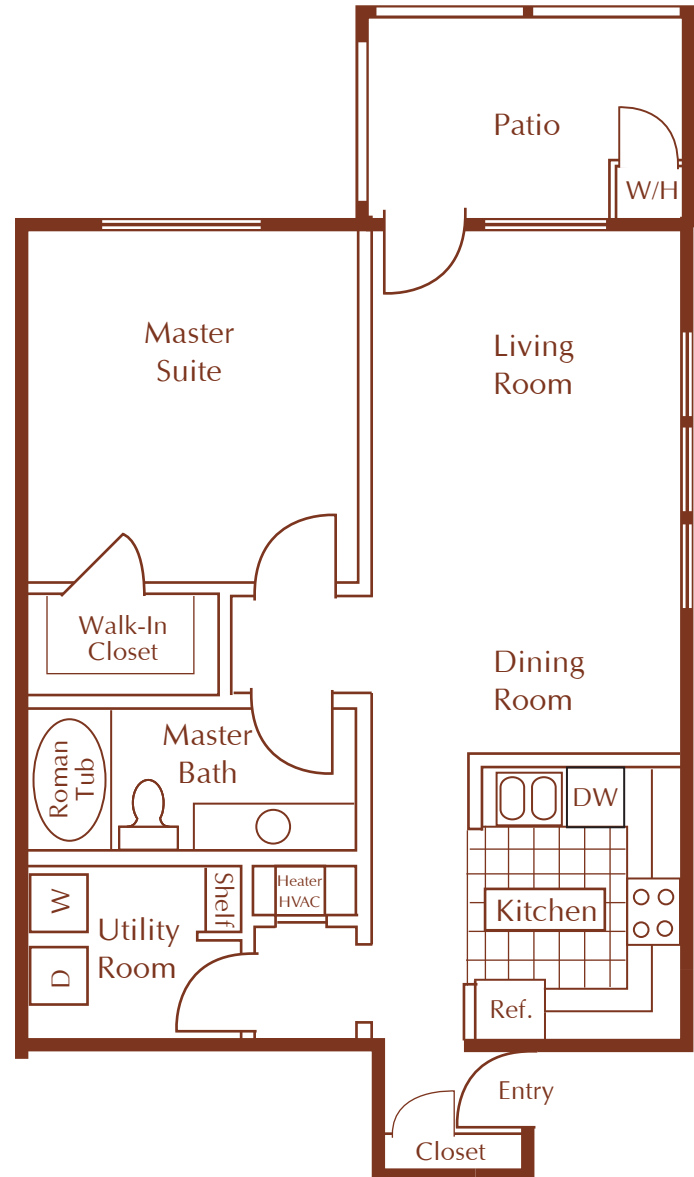 Patio
W/H
Master
Suite
Living
Room
Walk-In
Closet
Dining
Room
Master
Bath
Roman
Tub
DW
W
Shelf
Heater
HVAC
Kitchen
Utility
Room
D
Ref.
Entry
Closet